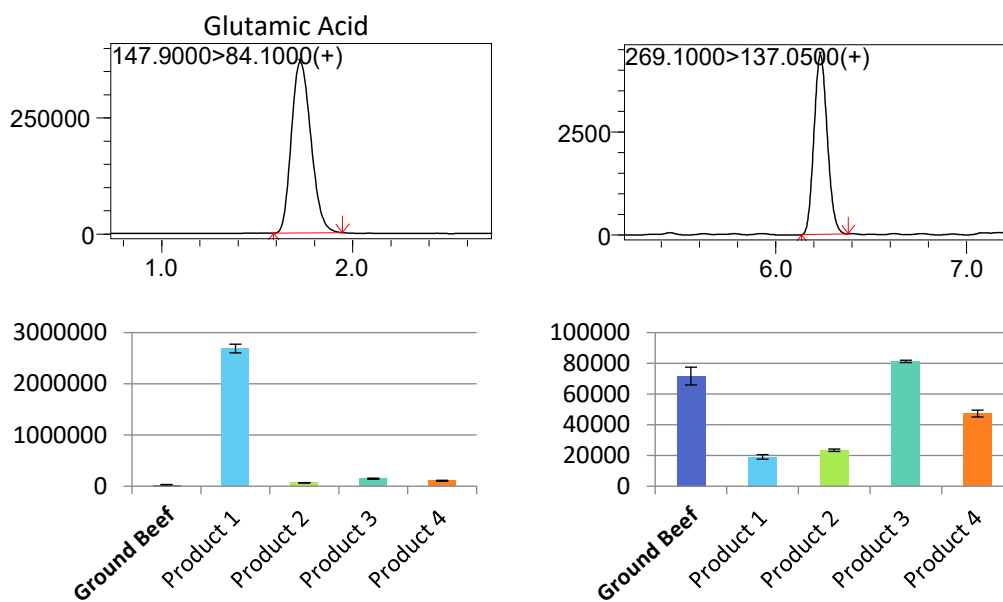 Glutamic Acid
147.9000>84.1000(+)
250000
0
1.0 2.0
269.1000>137.0500(+)
2500
0
6.0 7.0
3000000
2000000
1000000
0
Ground Beef
Product 1
Product 2
Product 3
Product 4
100000
80000
60000
40000
20000
0
Ground Beef
Product 1
Product 2
Product 3
Product 4